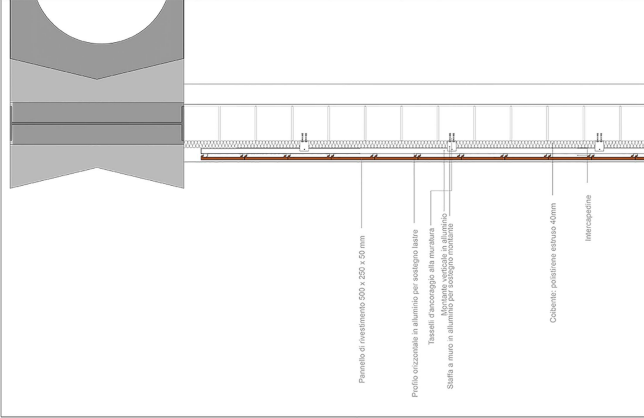 Pannello di rivestimento 500 x 250 x 50 mm
Profilo orizzontale in alluminio per sostegno lastre
Tasselli d'ancoraggio alla muratura
Montante verticale in alluminio
Staffa a muro in alluminio per sostegno montante
Coibente: polistirene estruso 40mm
Intercapedine